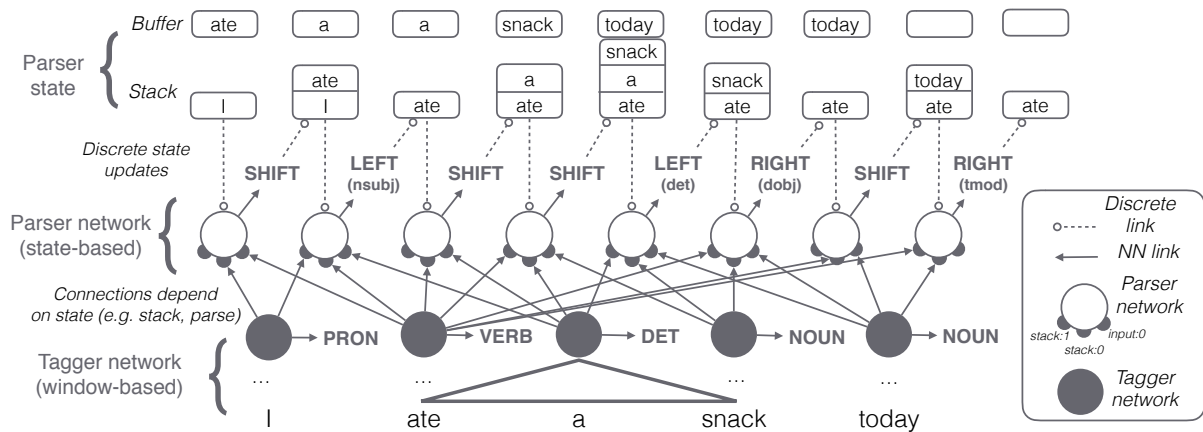 Buffer ate a a snack today today today
Parser state
snack
ate a a snack today
Stack I I ate ate ate ate ate ate ate
Discrete state updates
SHIFT LEFT SHIFT SHIFT LEFT RIGHT SHIFT RIGHT
(nsubj) (det) (dobj) (tmod)
Parser network
(state-based)
Discrete link
NN link
Connections depend
on state (e.g. stack, parse)
Parser network
stack:1 input:0
stack:0
PRON VERB DET NOUN NOUN
Tagger network
(window-based)
... ... ... ...
Tagger network
I ate a snack today